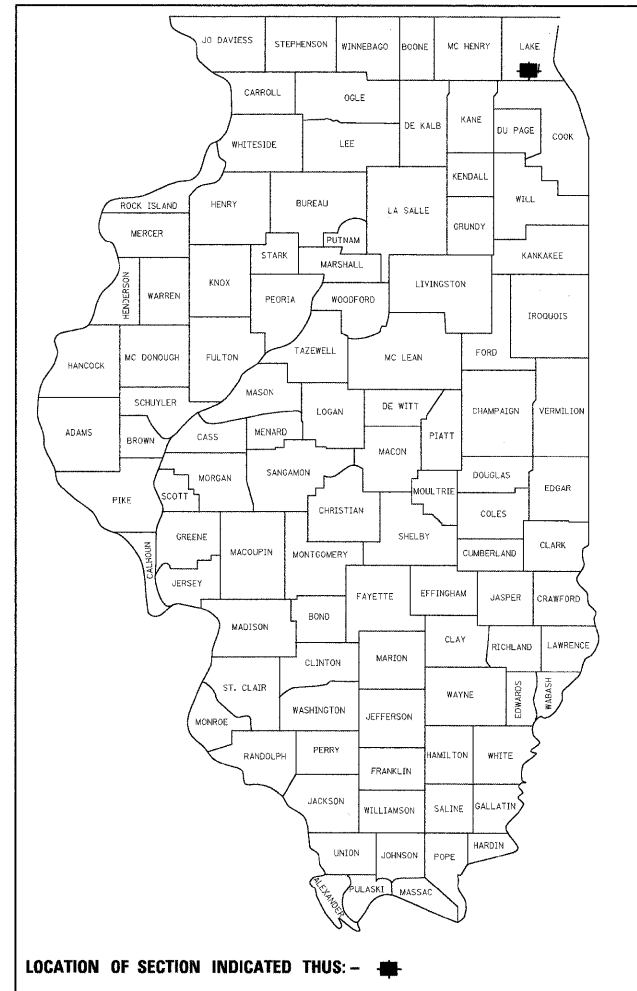 JO DAVIESS
STEPHENSON
WINNEBAGO
BOONE
MC HENRY
LAKE
CARROLL
OGLE
DE KALB
KANE
DU PAGE
COOK
WHITESIDE
LEE
KENDALL
WILL
ROCK ISLAND
HENRY
BUREAU
LA SALLE
GRUNDY
MERCER
PUTNAM
STARK
MARSHALL
KANKAKEE
HENDERSON
WARREN
KNOX
PEORIA
WOODFORD
LIVINGSTON
IROQUOIS
HANCOCK
MC DONOUGH
FULTON
TAZEWELL
MC LEAN
FORD
MASON
SCHUYLER
LOGAN
DE WITT
CHAMPAIGN
VERMILION
ADAMS
BROWN
CASS
MENARD
MACON
PIATT
PIKE
SCOTT
MORGAN
SANGAMON
CHRISTIAN
MOULTRIE
DOUGLAS
EDGAR
COLES
CALHOUN
GREENE
MACOUPIN
MONTGOMERY
SHELBY
CUMBERLAND
CLARK
JERSEY
FAYETTE
EFFINGHAM
JASPER
CRAWFORD
MADISON
BOND
CLAY
RICHLAND
LAWRENCE
CLINTON
MARION
ST. CLAIR
WAYNE
EDWARDS
WABASH
WASHINGTON
JEFFERSON
MONROE
RANDOLPH
PERRY
HAMILTON
WHITE
FRANKLIN
JACKSON
WILLIAMSON
SALINE
GALLATIN
UNION
JOHNSON
POPE
HARDIN
ALEXANDER
PULASKI
MASSAC
LOCATION OF SECTION INDICATED THUS: –